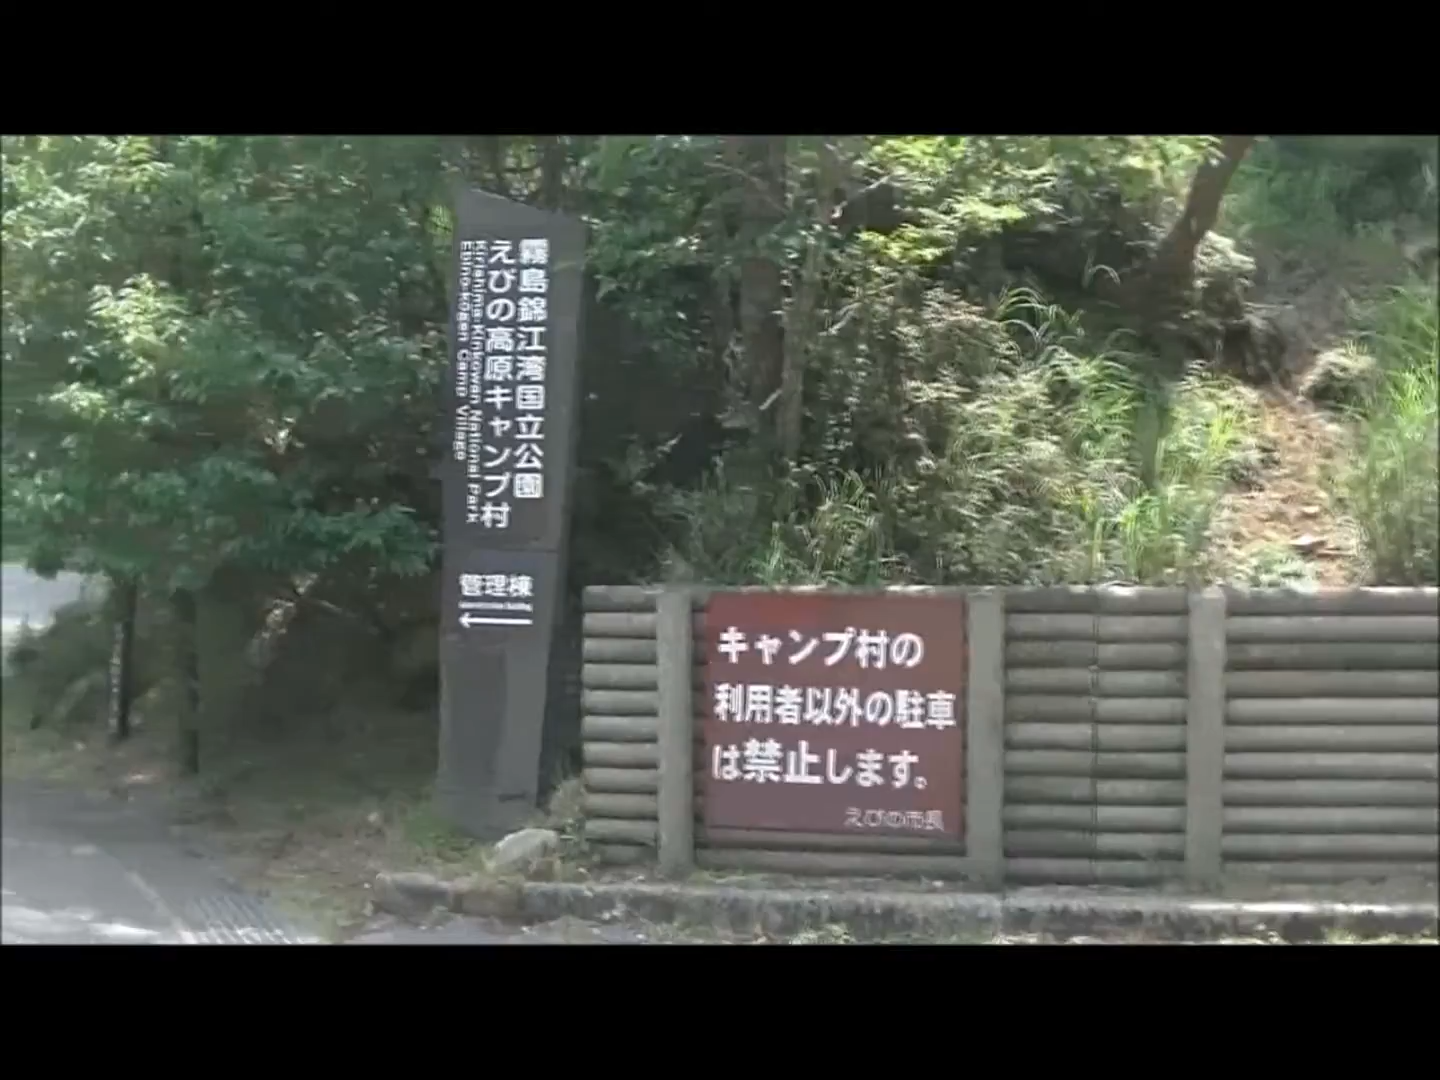 霧島錦江湾国立公園
えびの高原キャンプ村
Kirishima-Kinkowan National Park
Ebino-Kogen Camp Village
管理棟
←
キャンプ村の
利用者以外の駐車
は禁止します。
えびの市長